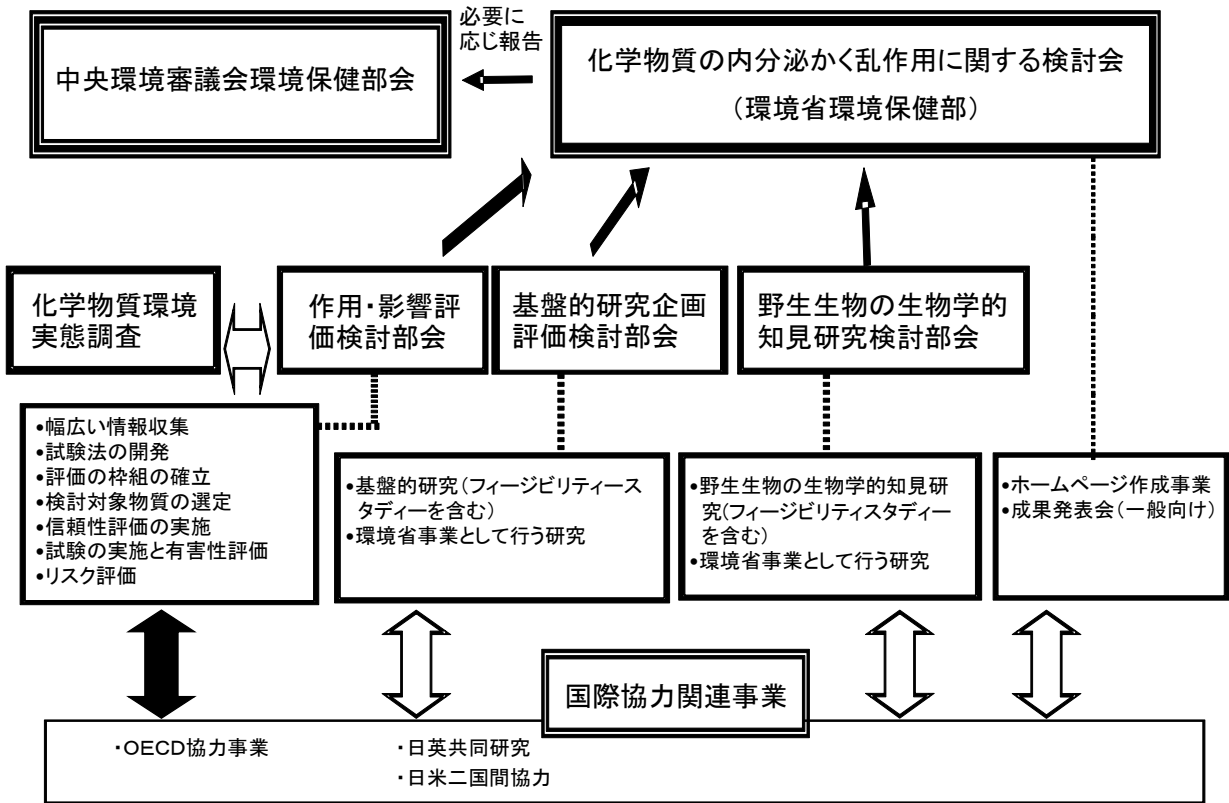 必要に
応じ報告
中央環境審議会環境保健部会
化学物質の内分泌かく乱作用に関する検討会
（環境省環境保健部）
化学物質環境
実態調査
作用・影響評
価検討部会
基盤的研究企画
評価検討部会
野生生物の生物学的
知見研究検討部会
•幅広い情報収集
•試験法の開発
•評価の枠組の確立
•検討対象物質の選定
•信頼性評価の実施
•試験の実施と有害性評価
•リスク評価
•基盤的研究（フィージビリティース
タディーを含む）
•環境省事業として行う研究
•野生生物の生物学的知見研
究（フィージビリティスタディー
を含む）
•環境省事業として行う研究
•ホームページ作成事業
•成果発表会（一般向け）
国際協力関連事業
・OECD協力事業
・日英共同研究
・日米二国間協力